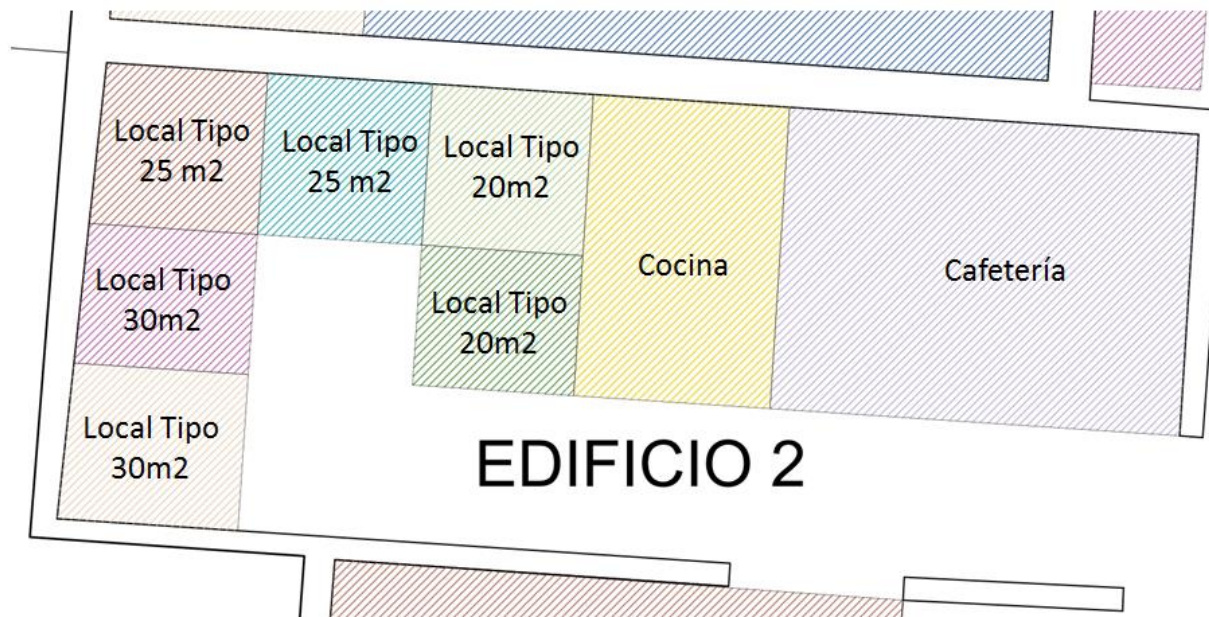 Local Tipo
25 m2
Local Tipo
25 m2
Local Tipo
20m2
Cocina
Cafetería
Local Tipo
30m2
Local Tipo
20m2
Local Tipo
30m2
EDIFICIO 2